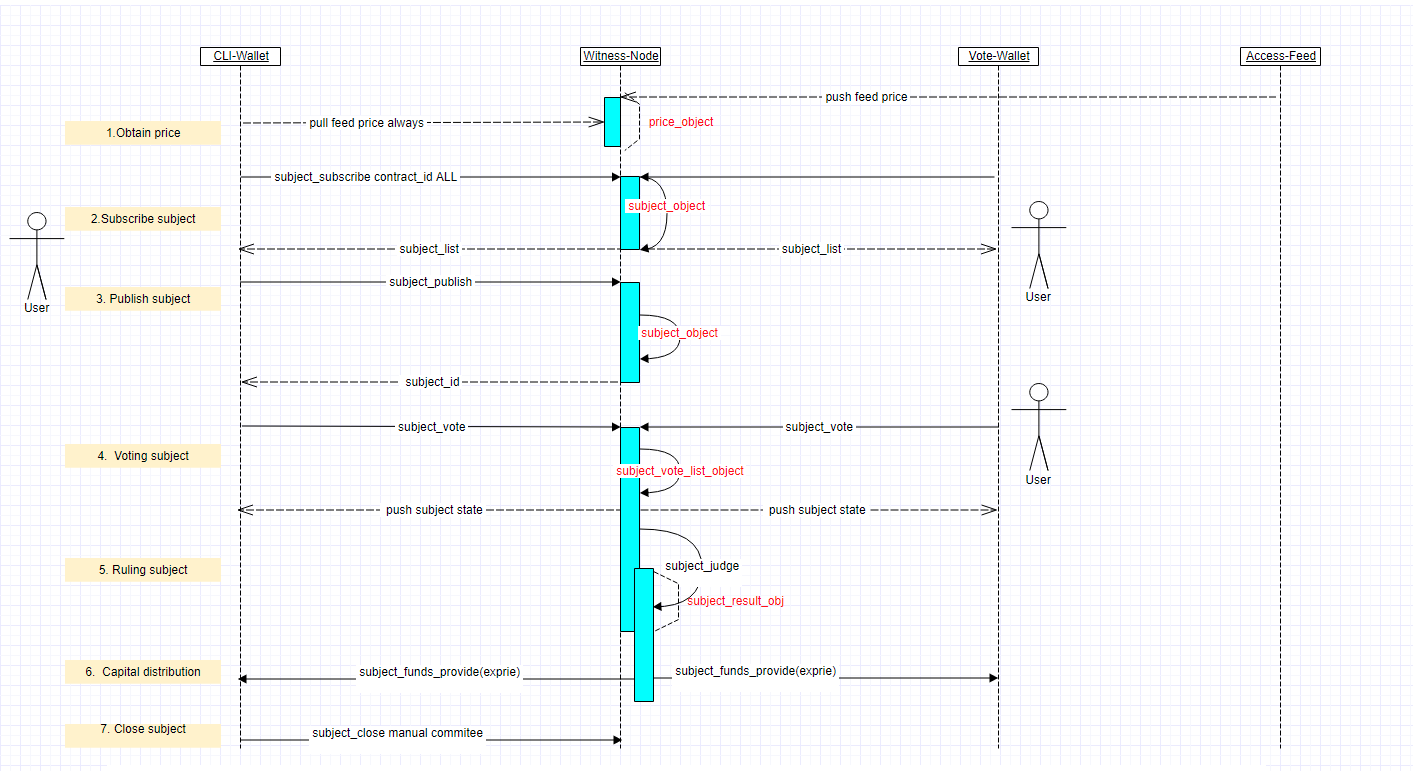 CLI-Wallet
Witness-Node
Vote-Wallet
Access-Feed
push feed price
pull feed price always
price_object
1.Obtain price
subject_subscribe contract_id ALL
subject_object
2.Subscribe subject
subject_list
subject_list
subject_publish
3. Publish subject
User
User
subject_object
subject_id
subject_vote
subject_vote
4. Voting subject
subject_vote_list_object
User
push subject state
push subject state
5. Ruling subject
subject_judge
subject_result_obj
6. Capital distribution
subject_funds_provide(exprie)
subject_funds_provide(exprie)
7. Close subject
subject_close manual commitee